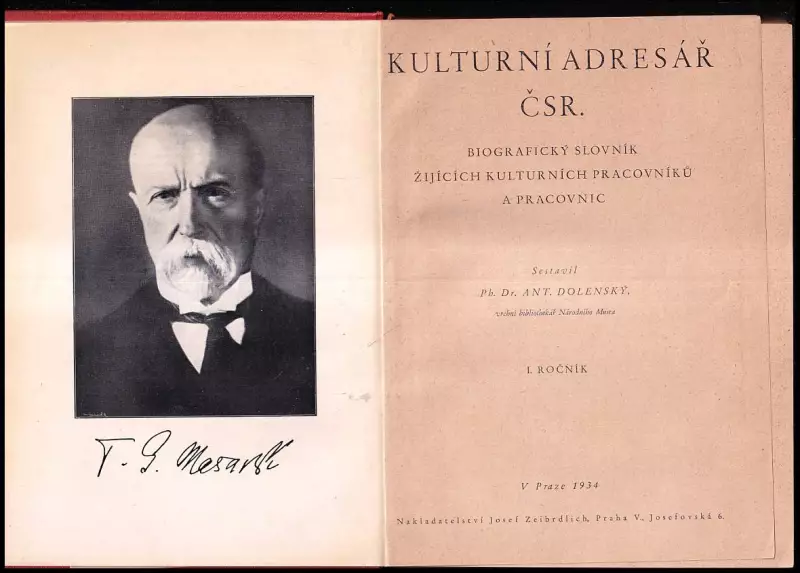 T. G. Masaryk
KULTURNÍ ADRESÁŘ
ČSR.
BIOGRAFICKÝ SLOVNÍK
ŽIJÍCÍCH KULTURNÍCH PRACOVNÍKŮ
A PRACOVNIC
Sestavil
Ph. Dr. ANT. DOLENSKÝ,
vrchní bibliothekář Národního Musea
I. ROČNÍK
V Praze 1934
Nakladatelství Josef Zeibrdlich, Praha V., Josefovská 6.